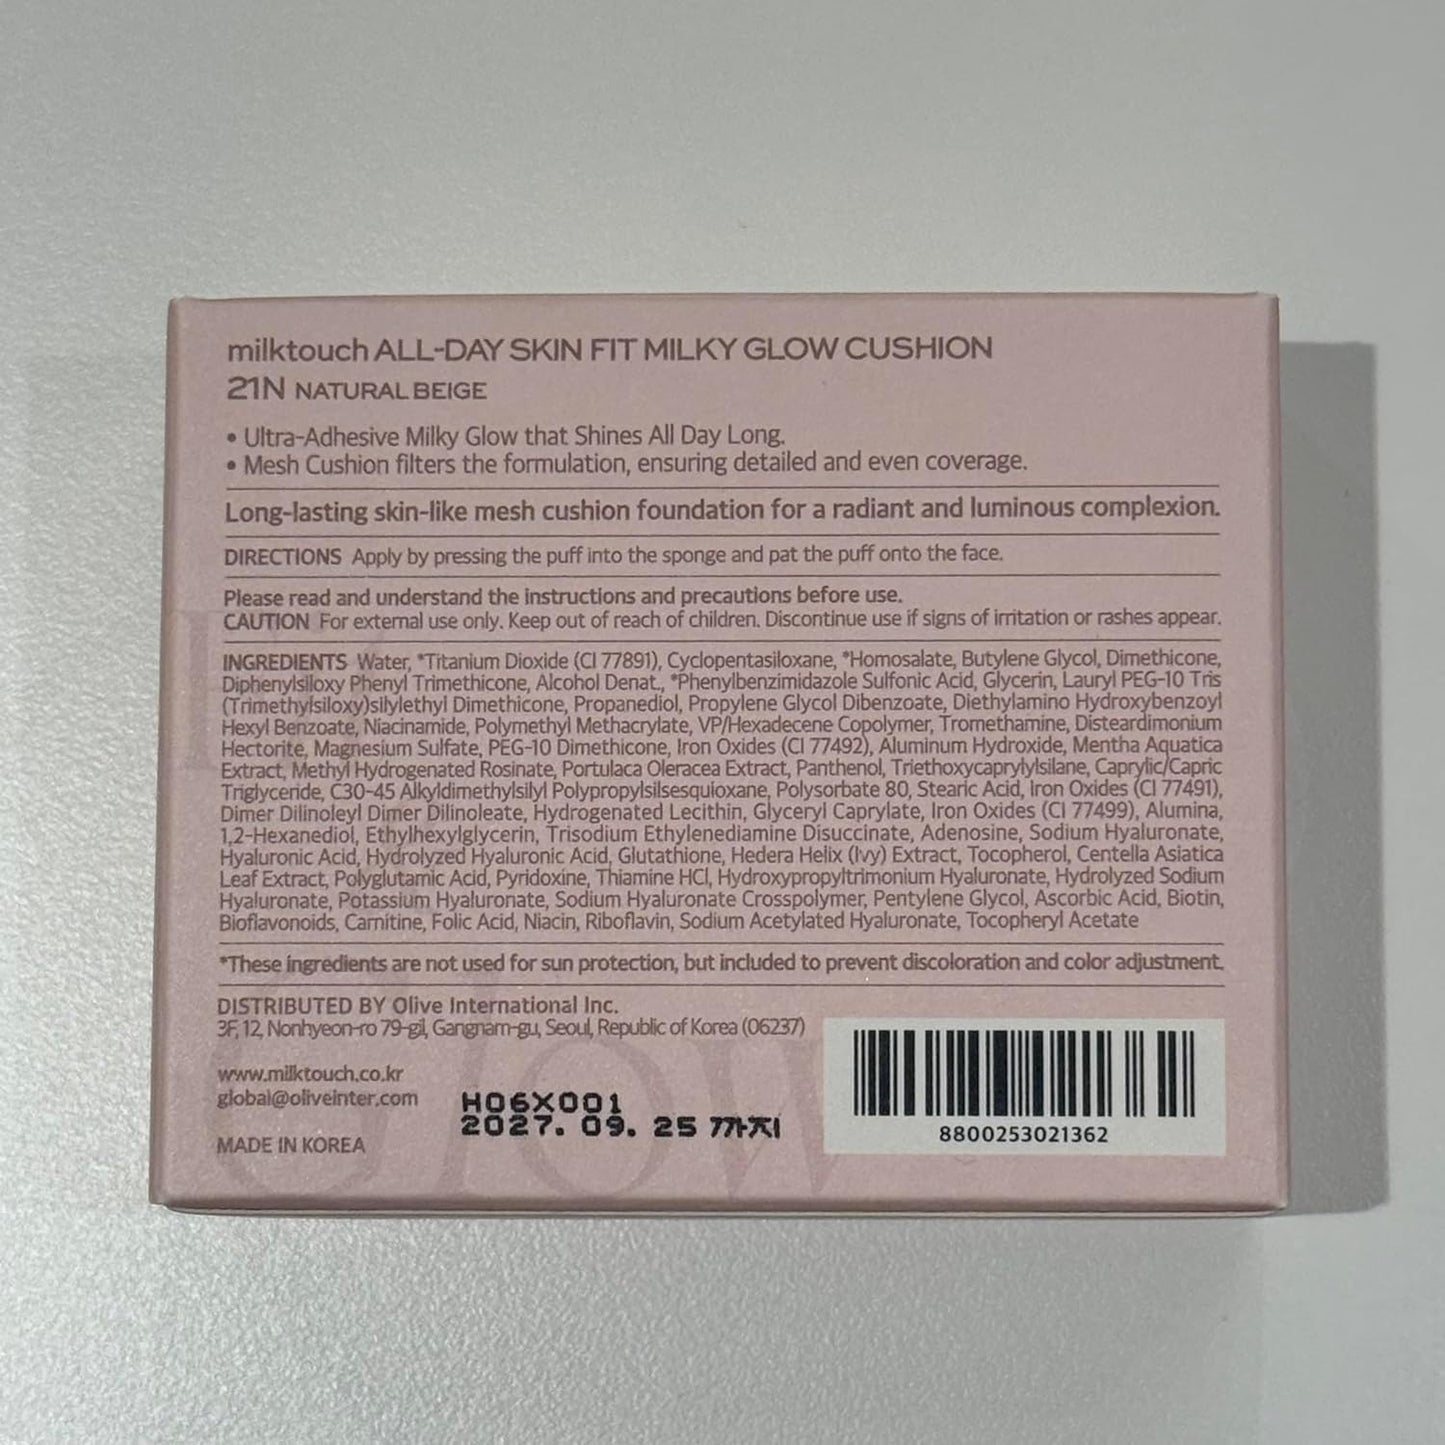 milktouch ALL-DAY SKIN FIT MILKY GLOW CUSHION
21N NATURAL BEIGE
• Ultra-Adhesive Milky Glow that Shines All Day Long.
• Mesh Cushion filters the formulation, ensuring detailed and even coverage.
Long-lasting skin-like mesh cushion foundation for a radiant and luminous complexion.
DIRECTIONS Apply by pressing the puff into the sponge and pat the puff onto the face.
Please read and understand the instructions and precautions before use.
CAUTION For external use only. Keep out of reach of children. Discontinue use if signs of irritation or rashes appear.
INGREDIENTS Water, *Titanium Dioxide (CI 77891), Cyclopentasiloxane, *Homosalate, Butylene Glycol, Dimethicone,
Diphenylsiloxy Phenyl Trimethicone, Alcohol Denat., *Phenylbenzimidazole Sulfonic Acid, Glycerin, Lauryl PEG-10 Tris
(Trimethylsiloxy)silylethyl Dimethicone, Propanediol, Propylene Glycol Dibenzoate, Diethylamino Hydroxybenzoyl
Hexyl Benzoate, Niacinamide, Polymethyl Methacrylate, VP/Hexadecene Copolymer, Tromethamine, Disteardimonium
Hectorite, Magnesium Sulfate, PEG-10 Dimethicone, Iron Oxides (CI 77492), Aluminum Hydroxide, Mentha Aquatica
Extract, Methyl Hydrogenated Rosinate, Portulaca Oleracea Extract, Panthenol, Triethoxycaprylylsilane, Caprylic/Capric
Triglyceride, C30-45 Alkyldimethylsilyl Polypropylsilsesquioxane, Polysorbate 80, Stearic Acid, Iron Oxides (CI 77491),
Dimer Dilinoleyl Dimer Dilinoleate, Hydrogenated Lecithin, Glyceryl Caprylate, Iron Oxides (CI 77499), Alumina,
1,2-Hexanediol, Ethylhexylglycerin, Trisodium Ethylenediamine Disuccinate, Adenosine, Sodium Hyaluronate,
Hyaluronic Acid, Hydrolyzed Hyaluronic Acid, Glutathione, Hedera Helix (Ivy) Extract, Tocopherol, Centella Asiatica
Leaf Extract, Polyglutamic Acid, Pyridoxine, Thiamine HCl, Hydroxypropyltrimonium Hyaluronate, Hydrolyzed Sodium
Hyaluronate, Potassium Hyaluronate, Sodium Hyaluronate Crosspolymer, Pentylene Glycol, Ascorbic Acid, Biotin,
Bioflavonoids, Carnitine, Folic Acid, Niacin, Riboflavin, Sodium Acetylated Hyaluronate, Tocopheryl Acetate
*These ingredients are not used for sun protection, but included to prevent discoloration and color adjustment.
DISTRIBUTED BY Olive International Inc.
3F, 12, Nonhyeon-ro 79-gil, Gangnam-gu, Seoul, Republic of Korea (06237)
www.milktouch.co.kr
global@oliveinter.com
MADE IN KOREA
H06X001
2027. 09. 25 까지
8800253021362
Glow